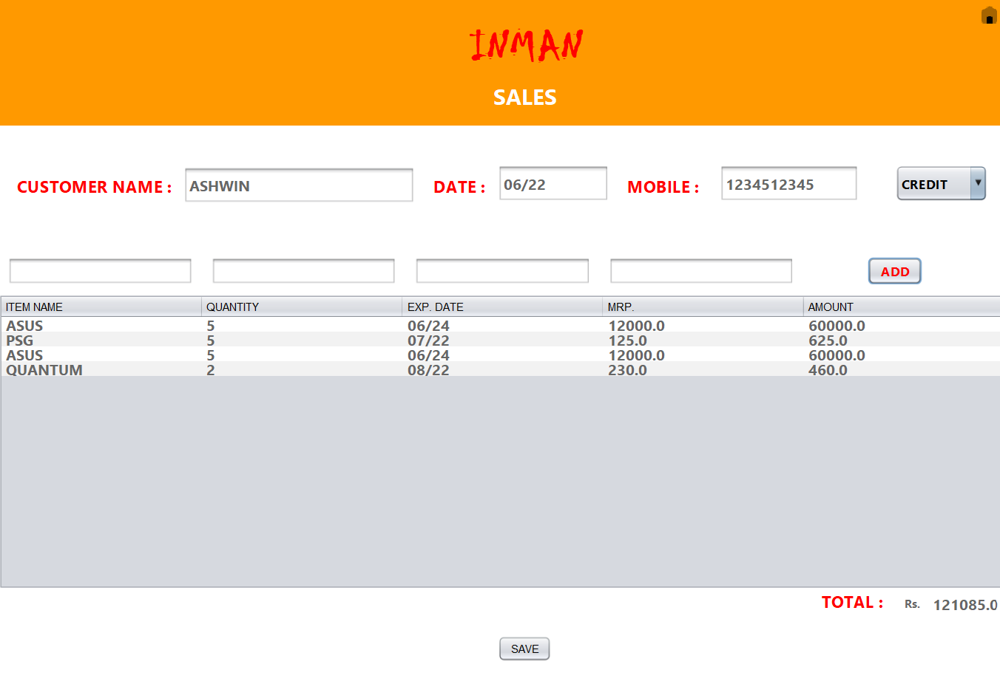 INMAN
SALES
CUSTOMER NAME : ASHWIN DATE : 06/22 MOBILE : 1234512345 CREDIT
ADD
ITEM NAME QUANTITY EXP. DATE MRP. AMOUNT
ASUS 5 06/24 12000.0 60000.0
PSG 5 07/22 125.0 625.0
ASUS 5 06/24 12000.0 60000.0
QUANTUM 2 08/22 230.0 460.0
TOTAL : Rs. 121085.0
SAVE